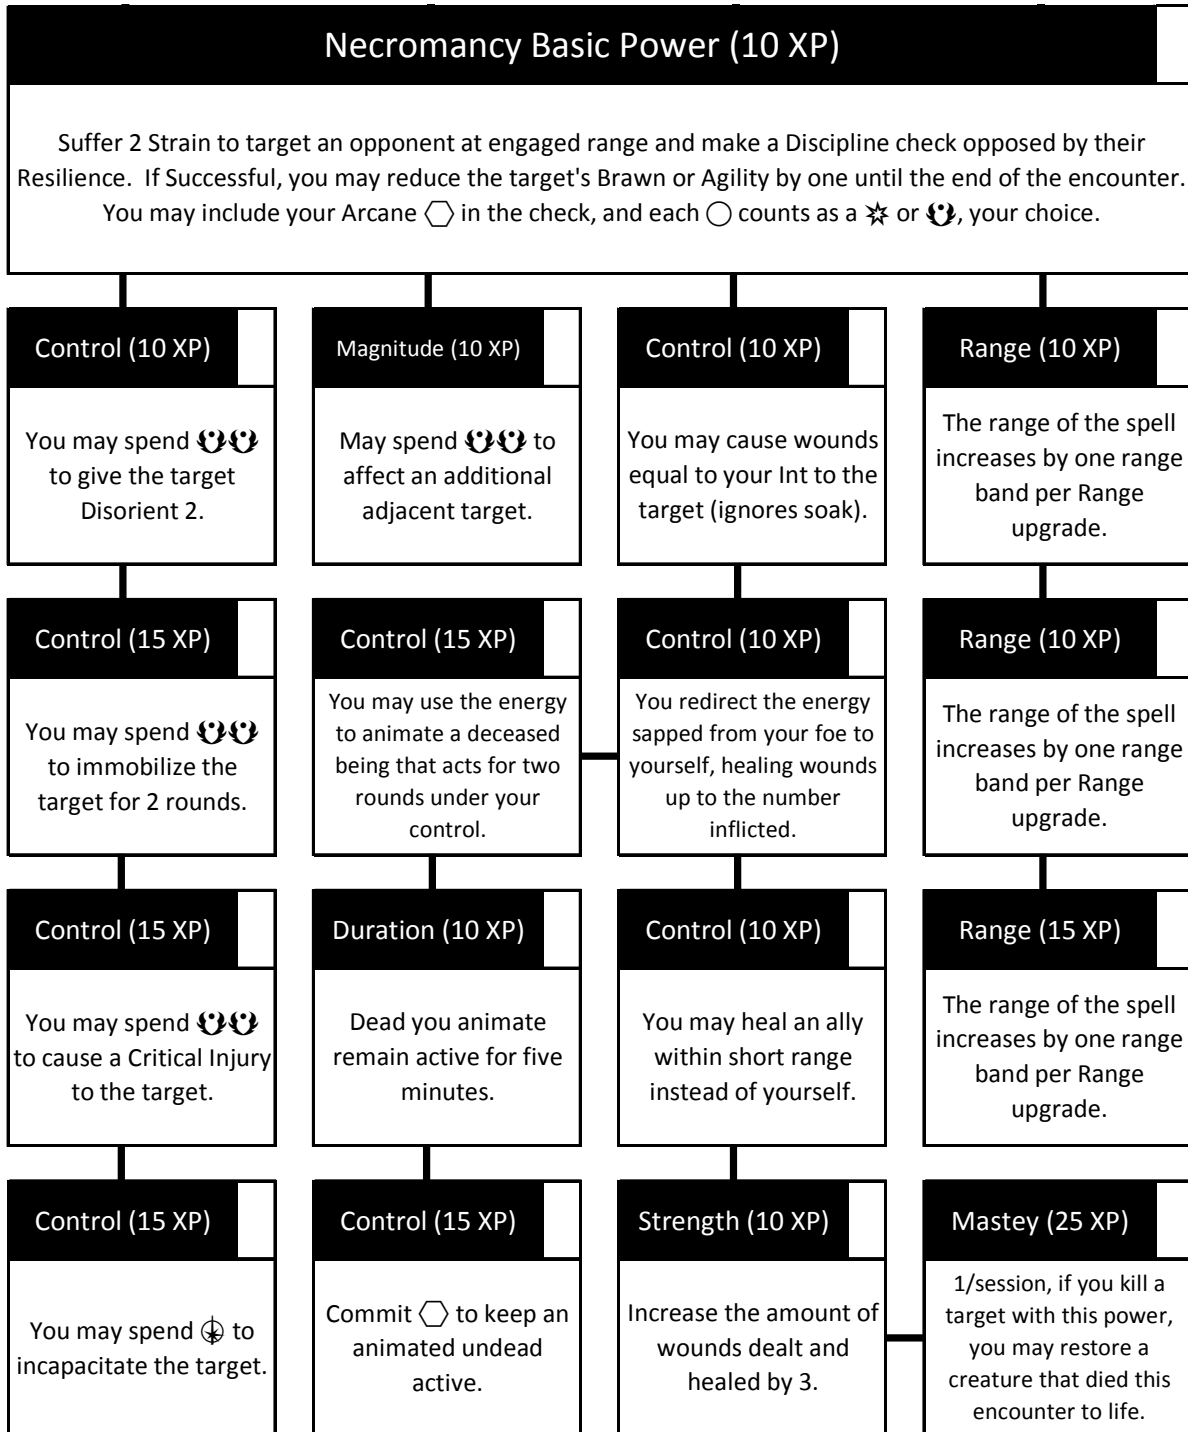 Necromancy Basic Power (10 XP)
Suffer 2 Strain to target an opponent at engaged range and make a Discipline check opposed by their
Resilience. If Successful, you may reduce the target's Brawn or Agility by one until the end of the encounter.
You may include your Arcane ⬡ in the check, and each ○ counts as a or , your choice.
Control (10 XP)
You may spend
to give the target
Disorient 2.
Magnitude (10 XP)
May spend to
affect an additional
adjacent target.
Control (10 XP)
You may cause wounds
equal to your Int to the
target (ignores soak).
Range (10 XP)
The range of the spell
increases by one range
band per Range
upgrade.
Control (15 XP)
You may spend
to immobilize the
target for 2 rounds.
Control (15 XP)
You may use the energy
to animate a deceased
being that acts for two
rounds under your
control.
Control (10 XP)
You redirect the energy
sapped from your foe to
yourself, healing wounds
up to the number
inflicted.
Range (10 XP)
The range of the spell
increases by one range
band per Range
upgrade.
Control (15 XP)
You may spend
to cause a Critical Injury
to the target.
Duration (10 XP)
Dead you animate
remain active for five
minutes.
Control (10 XP)
You may heal an ally
within short range
instead of yourself.
Range (15 XP)
The range of the spell
increases by one range
band per Range
upgrade.
Control (15 XP)
You may spend to
incapacitate the target.
Control (15 XP)
Commit ⬡ to keep an
animated undead
active.
Strength (10 XP)
Increase the amount of
wounds dealt and
healed by 3.
Mastey (25 XP)
1/session, if you kill a
target with this power,
you may restore a
creature that died this
encounter to life.